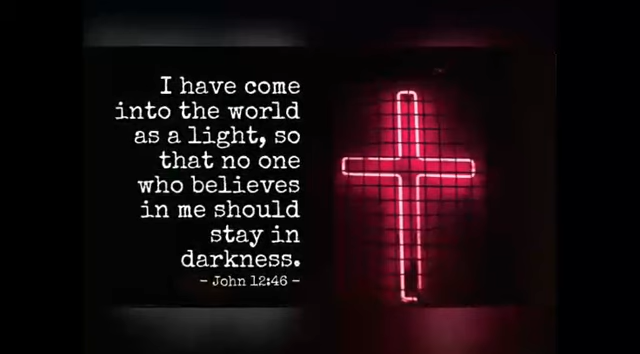 I have come
into the world
as a light, so
that no one
who believes
in me should
stay in
darkness.
– John 12:46 –